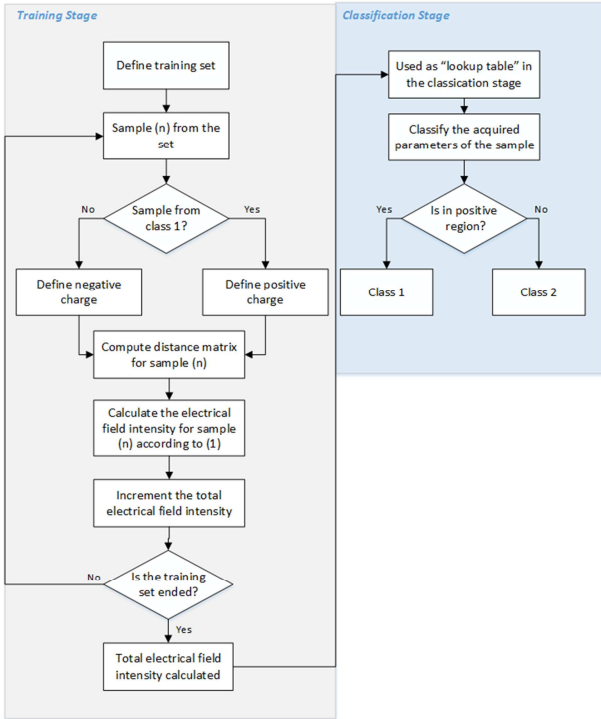 Training Stage
Define training set
Sample (n) from the
set
Sample from
class 1?
No
Yes
Define negative
charge
Define positive
charge
Compute distance matrix
for sample (n)
Calculate the electrical
field intensity for sample
(n) according to (1)
Increment the total
electrical field intensity
Is the training
set ended?
No
Yes
Total electrical field
intensity calculated
Classification Stage
Used as “lookup table” in
the classication stage
Classify the acquired
parameters of the sample
Is in positive
region?
Yes
No
Class 1
Class 2